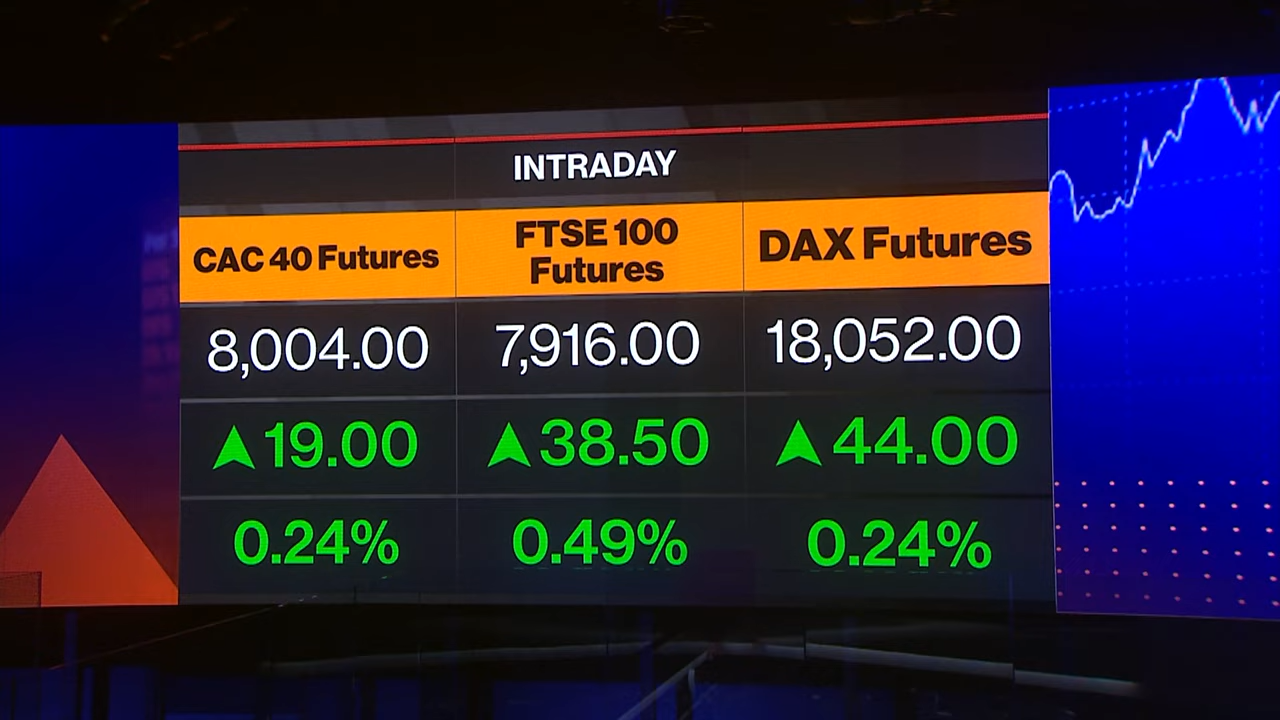 INTRADAY
CAC 40 Futures
FTSE 100
Futures
DAX Futures
8,004.00
7,916.00
18,052.00
▲19.00
▲38.50
▲44.00
0.24%
0.49%
0.24%